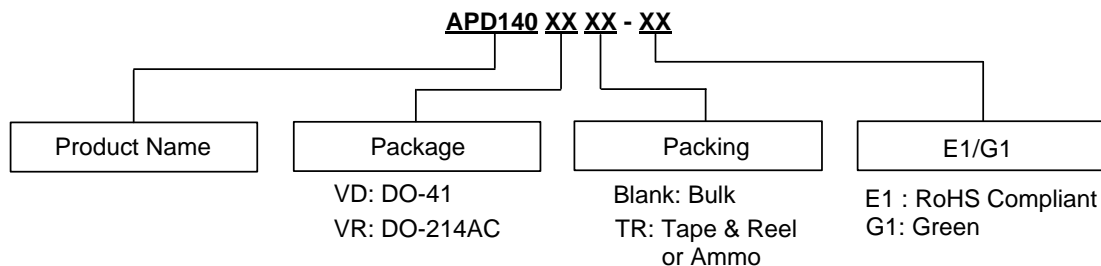 APD140 XX XX - XX
Product Name
Package
Packing
E1/G1
VD: DO-41
VR: DO-214AC
Blank: Bulk
TR: Tape & Reel
or Ammo
E1 : RoHS Compliant
G1: Green